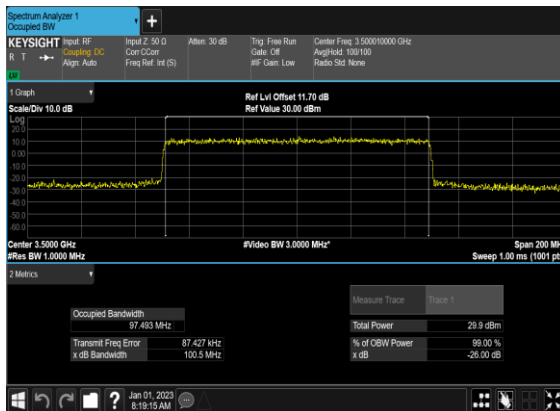 Spectrum Analyzer 1
Occupied BW
KEYSIGHT
Input: RF
Input Z: 50 Ω
Atten: 30 dB
Trig: Free Run
Center Freq: 3.500010000 GHz
R T
Coupling: DC
Corr CCorr
Gate: Off
Avg|Hold: 100/100
Align: Auto
Freq Ref: Int (S)
#IF Gain: Low
Radio Std: None
1 Graph
Ref Lvl Offset 11.70 dB
Scale/Div 10.0 dB
Ref Value 30.00 dBm
Log
20.0
10.0
0.00
-10.0
-20.0
-30.0
-40.0
-50.0
-60.0
Center 3.5000 GHz
#Video BW 3.0000 MHz*
Span 200 MH
#Res BW 1.0000 MHz
Sweep 1.00 ms (1001 pt
2 Metrics
Measure Trace
Trace 1
Occupied Bandwidth
97.493 MHz
Total Power
29.9 dBm
Transmit Freq Error
87.427 kHz
% of OBW Power
99.00 %
x dB Bandwidth
100.5 MHz
x dB
-26.00 dB
Jan 01, 2023
8:19:15 AM